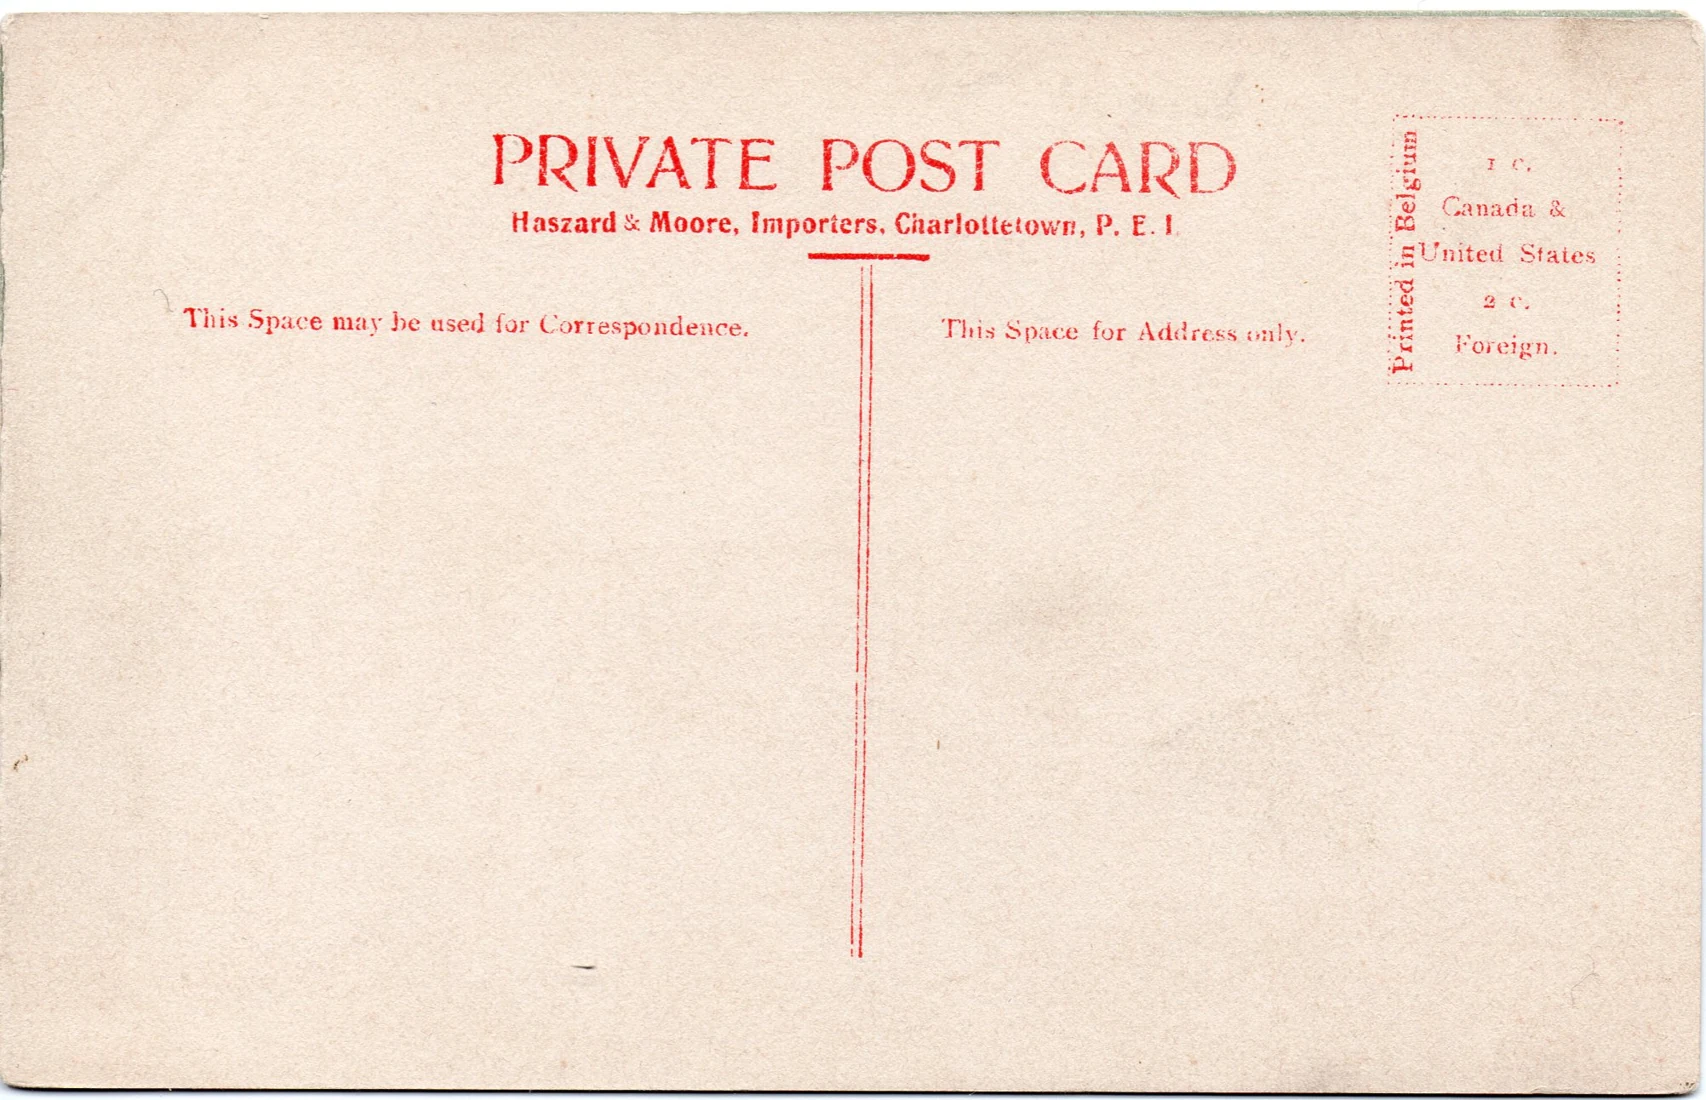 PRIVATE POST CARD
Haszard & Moore, Importers, Charlottetown, P. E. I.
This Space may be used for Correspondence.
This Space for Address only.
Printed in Belgium
1 c.
Canada &
United States
2 c.
Foreign.